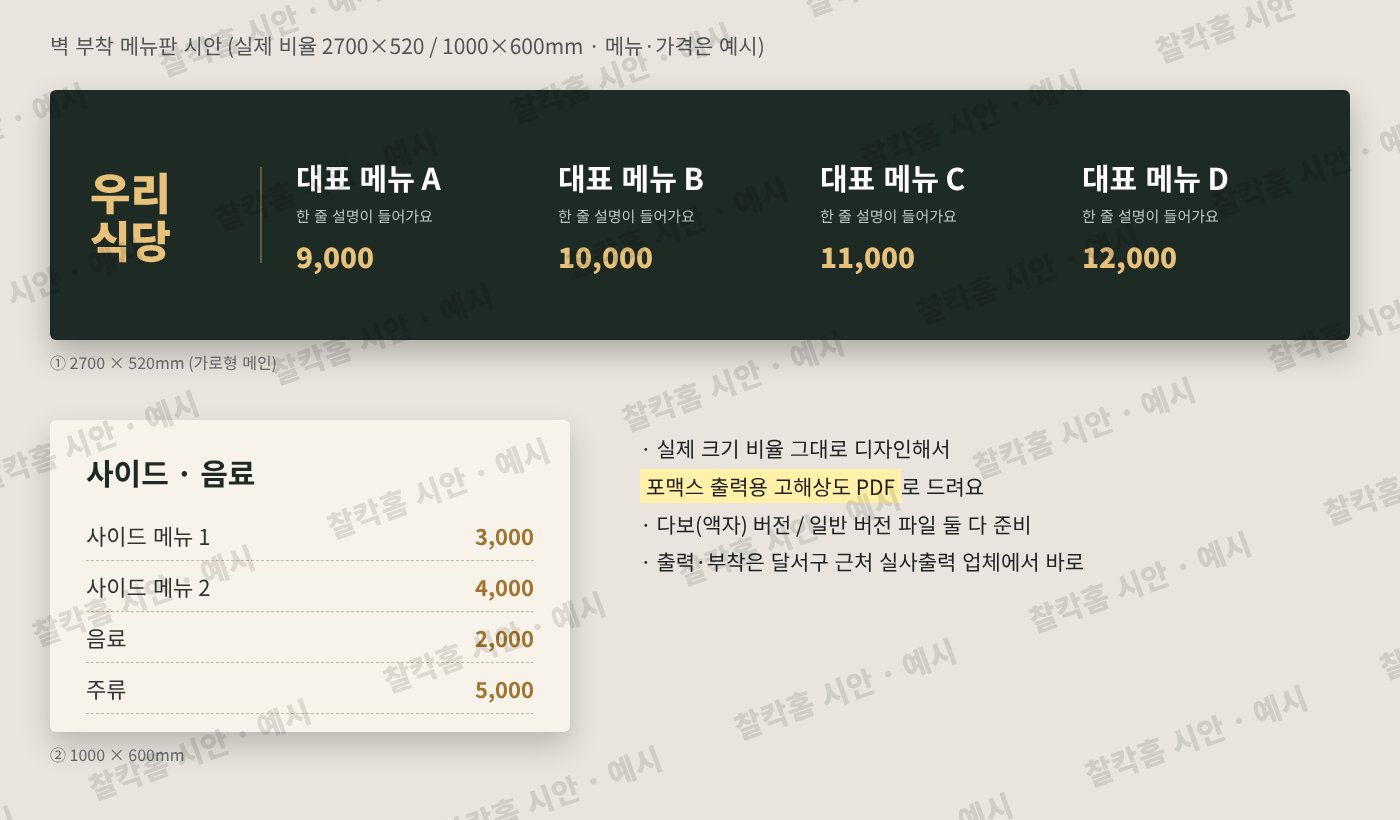 벽 부착 메뉴판 시안 (실제 비율 2700×520 / 1000×600mm · 메뉴·가격은 예시)
우리
식당
대표 메뉴 A
한 줄 설명이 들어가요
9,000
대표 메뉴 B
한 줄 설명이 들어가요
10,000
대표 메뉴 C
한 줄 설명이 들어가요
11,000
대표 메뉴 D
한 줄 설명이 들어가요
12,000
① 2700 × 520mm (가로형 메인)
사이드 · 음료
사이드 메뉴 1 3,000
사이드 메뉴 2 4,000
음료 2,000
주류 5,000
② 1000 × 600mm
· 실제 크기 비율 그대로 디자인해서
포맥스 출력용 고해상도 PDF로 드려요
· 다보(액자) 버전 / 일반 버전 파일 둘 다 준비
· 출력·부착은 달서구 근처 실사출력 업체에서 바로
찰칵홈 시안 · 예시